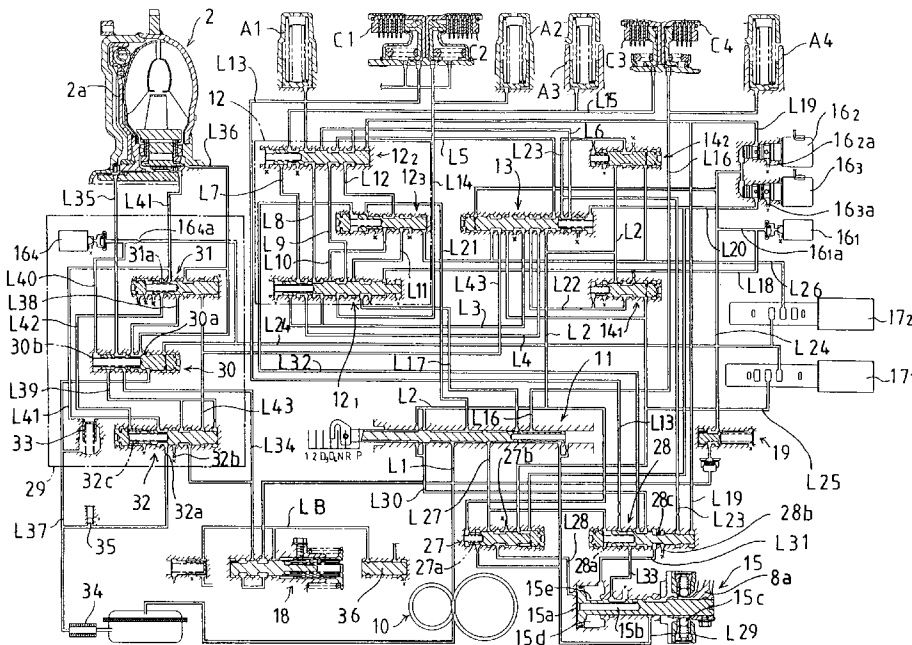 A1
C1
C2
A2
A3
C3
C4
A4
2
2a
L13
L15
L19
16₂
12
L36
L6
L5
L23
14₂
L16
16₂a
12₂
L7
L12
12₃
L14
13
16₃
L35
L41
L8
16₃a
16₄
16₄a
L9
L21
L2
L20
16₁
31a
31
L10
16₁a
L40
L11
L43
L18
L26
L38
L3
L22
17₂
L42
30a
L24
14₁
30b
L32
L4
L2
L24
L17
30
12₁
11
17₁
L39
L41
L43
L2
L16
33
L34
1 2 D₃ D₄ N R P
L1
27b
L13
28
19
29
32c
32
32b
32a
L30
L27
28c
L25
L19
L23
L37
35
LB
L28
28b
27
27a
28a
L31
15
34
18
36
10
15e
L33
8a
15a
15c
15d
15b
L29